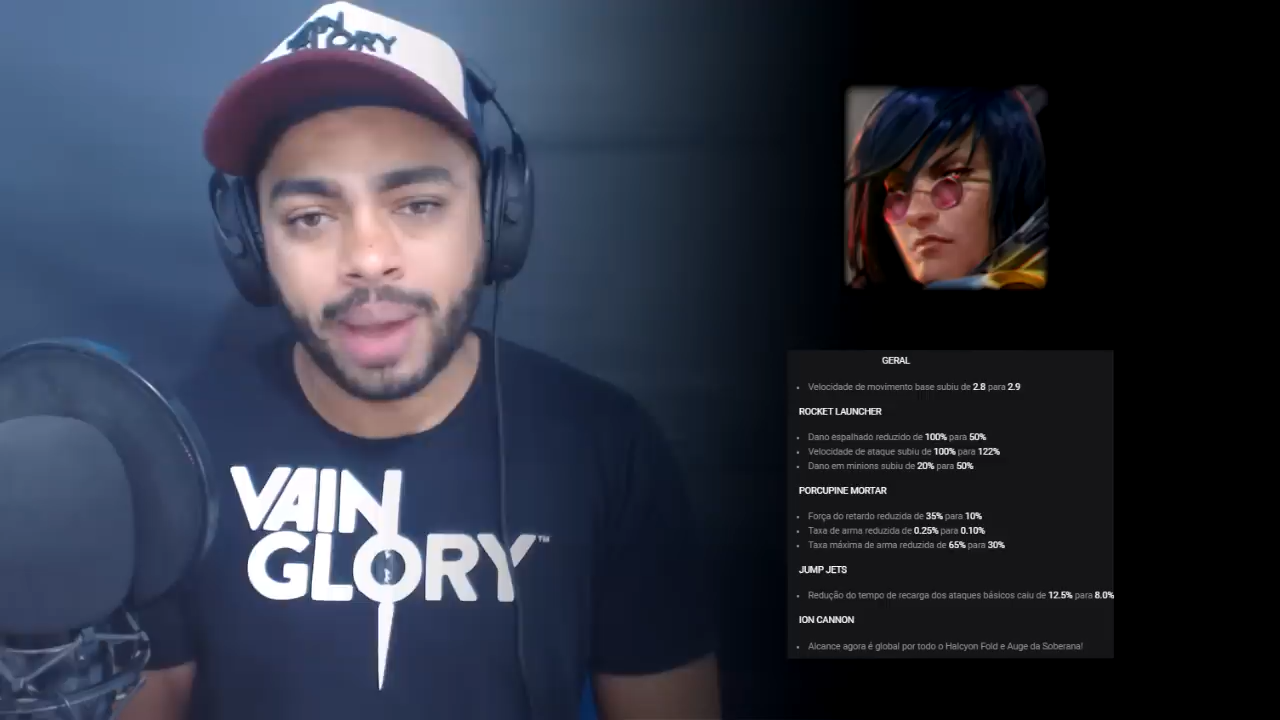 VAIN
GLORY
VAIN
GLORY™
GERAL
• Velocidade de movimento base subiu de 2.8 para 2.9
ROCKET LAUNCHER
• Dano espalhado reduzido de 100% para 50%
• Velocidade de ataque subiu de 100% para 122%
• Dano em minions subiu de 20% para 50%
PORCUPINE MORTAR
• Força do retardo reduzida de 35% para 10%
• Taxa de arma reduzida de 0.25% para 0.10%
• Taxa máxima de arma reduzida de 65% para 30%
JUMP JETS
• Redução do tempo de recarga dos ataques básicos caiu de 12.5% para 8.0%
ION CANNON
• Alcance agora é global por todo o Halcyon Fold e Auge da Soberana!